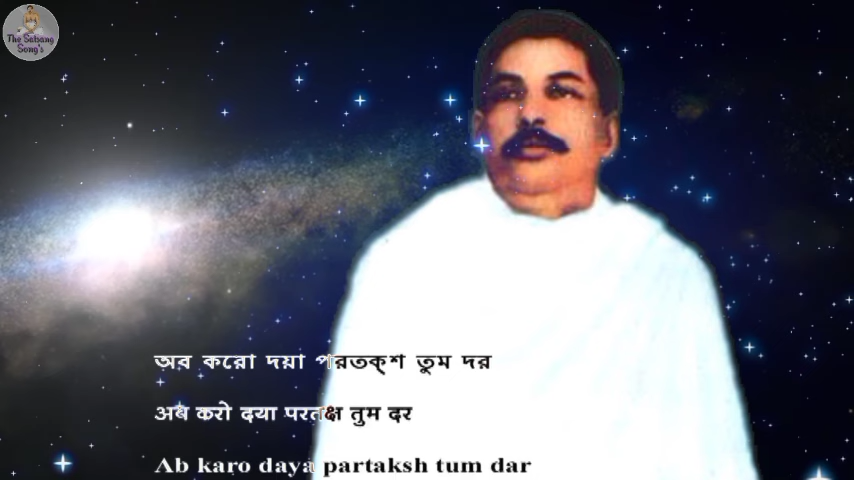 The Satsang
Song's
অব করো দয়া পরতক্শ তুম দর
अब करो दया परतक्ष तुम दर
Ab karo daya partaksh tum dar